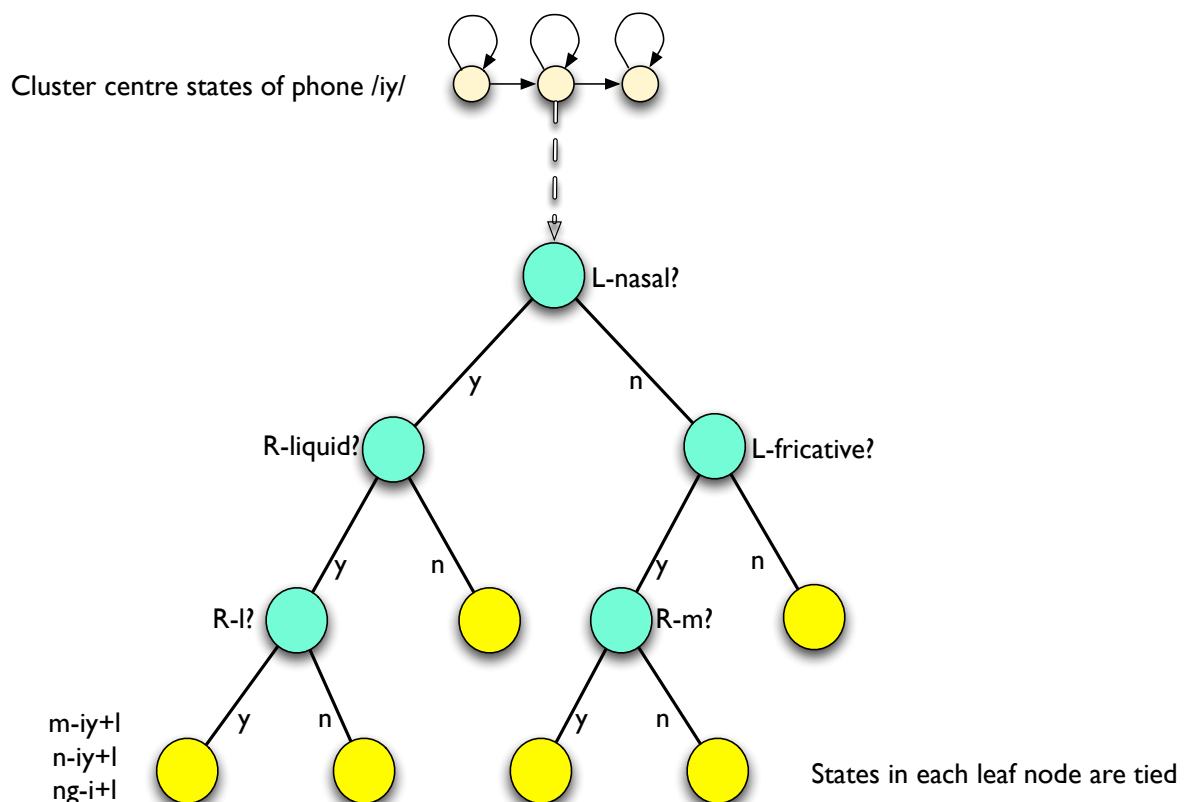 Cluster centre states of phone /iy/
L-nasal?
y
n
R-liquid?
L-fricative?
y
n
y
n
R-l?
R-m?
y
n
y
n
m-iy+l
n-iy+l
ng-i+l
States in each leaf node are tied